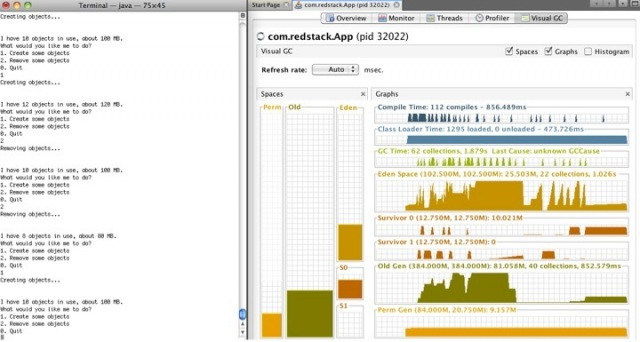 Terminal — java — 75×45
Creating objects...
I have 10 objects in use, about 100 MB.
What would you like me to do?
1. Create some objects
2. Remove some objects
0. Quit
1
Creating objects...
I have 12 objects in use, about 120 MB.
What would you like me to do?
1. Create some objects
2. Remove some objects
0. Quit
2
Removing objects...
I have 10 objects in use, about 100 MB.
What would you like me to do?
1. Create some objects
2. Remove some objects
0. Quit
2
Removing objects...
I have 8 objects in use, about 80 MB.
What would you like me to do?
1. Create some objects
2. Remove some objects
0. Quit
1
Creating objects...
I have 10 objects in use, about 100 MB.
What would you like me to do?
1. Create some objects
2. Remove some objects
0. Quit
Start Page
com.redstack.App (pid 32022)
Overview
Monitor
Threads
Profiler
Visual GC
com.redstack.App (pid 32022)
Visual GC
Spaces
Graphs
Histogram
Refresh rate: Auto msec.
Spaces
Perm
Old
Eden
S0
S1
Graphs
Compile Time: 112 compiles - 856.489ms
Class Loader Time: 1295 loaded, 0 unloaded - 473.726ms
GC Time: 62 collections, 1.879s Last Cause: unknown GCCause
Eden Space (102.500M, 102.500M): 25.503M, 22 collections, 1.026s
Survivor 0 (12.750M, 12.750M): 10.021M
Survivor 1 (12.750M, 12.750M): 0
Old Gen (384.000M, 384.000M): 81.058M, 40 collections, 852.579ms
Perm Gen (84.000M, 20.750M): 9.157M